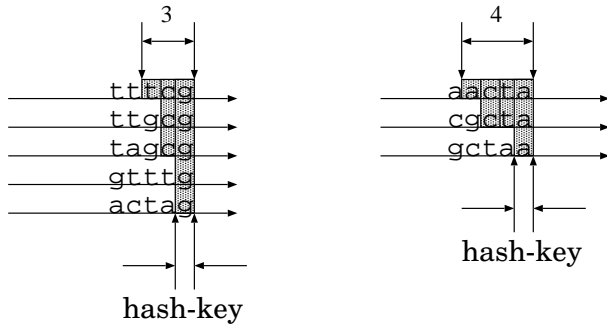 3
tttcg
ttgcg
tagcg
gtttg
actag
hash-key
4
aacta
cgcta
gctaa
hash-key